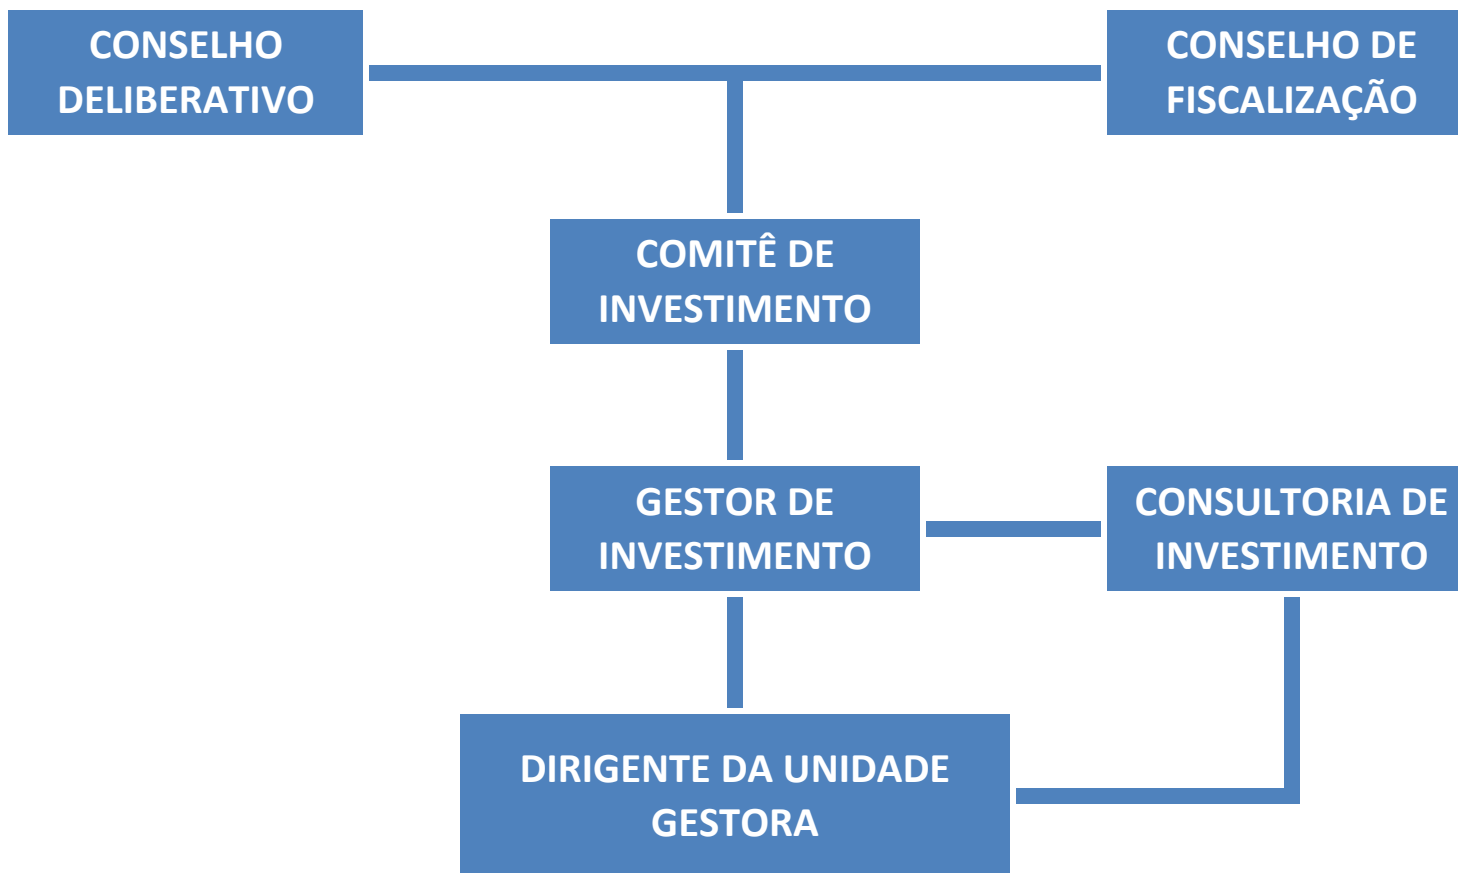 CONSELHO
DELIBERATIVO
CONSELHO DE
FISCALIZAÇÃO
COMITÊ DE
INVESTIMENTO
GESTOR DE
INVESTIMENTO
CONSULTORIA DE
INVESTIMENTO
DIRIGENTE DA UNIDADE
GESTORA